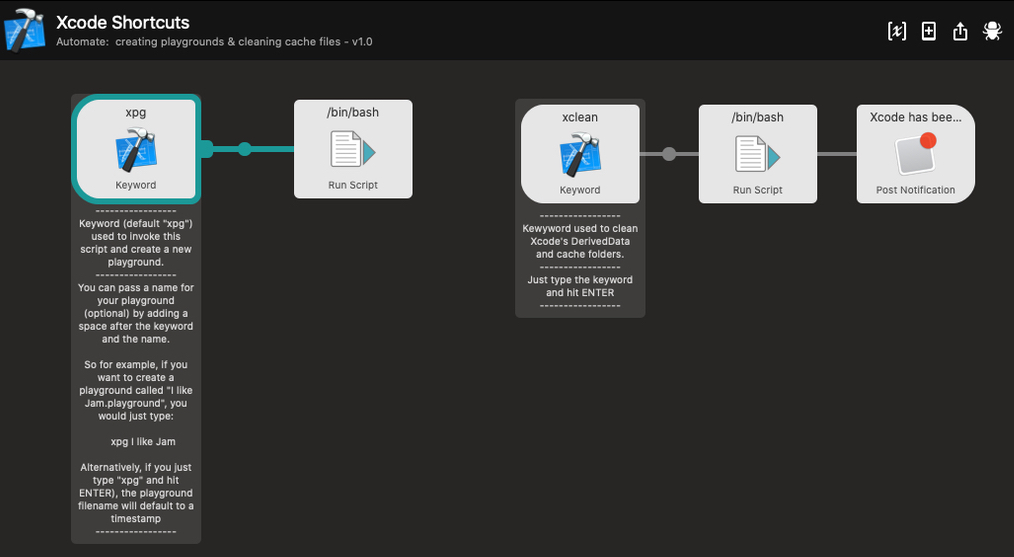 Xcode Shortcuts
Automate: creating playgrounds & cleaning cache files - v1.0
xpg
Keyword
-----------------
Keyword (default "xpg")
used to invoke this
script and create a new
playground.
-----------------
You can pass a name for
your playground
(optional) by adding a
space after the keyword
and the name.
So for example, if you
want to create a
playground called "I like
Jam.playground", you
would just type:
xpg I like Jam
Alternatively, if you just
type "xpg" and hit
ENTER), the playground
filename will default to a
timestamp
-----------------
/bin/bash
Run Script
xclean
Keyword
-----------------
Kewyword used to clean
Xcode's DerivedData
and cache folders.
-----------------
Just type the keyword
and hit ENTER
-----------------
/bin/bash
Run Script
Xcode has bee...
Post Notification